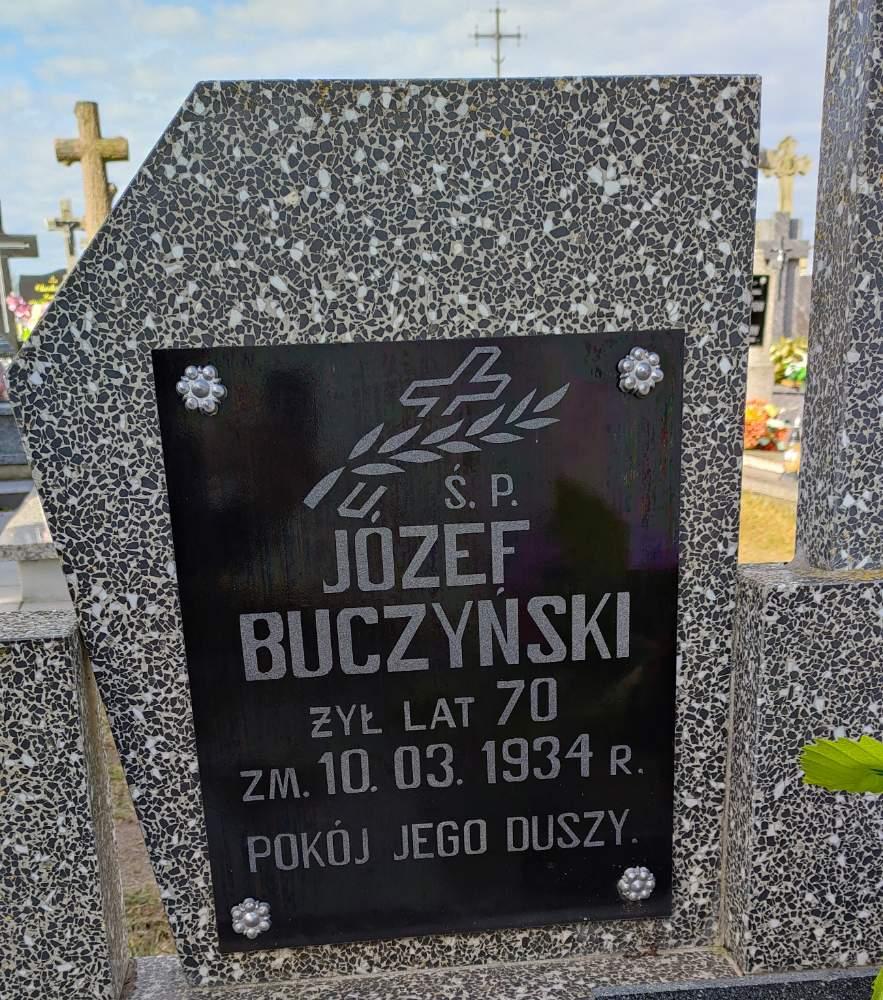 Ś. P.
JÓZEF
BUCZYŃSKI
ŻYŁ LAT 70
ZM. 10. 03. 1934 R.
POKÓJ JEGO DUSZY.